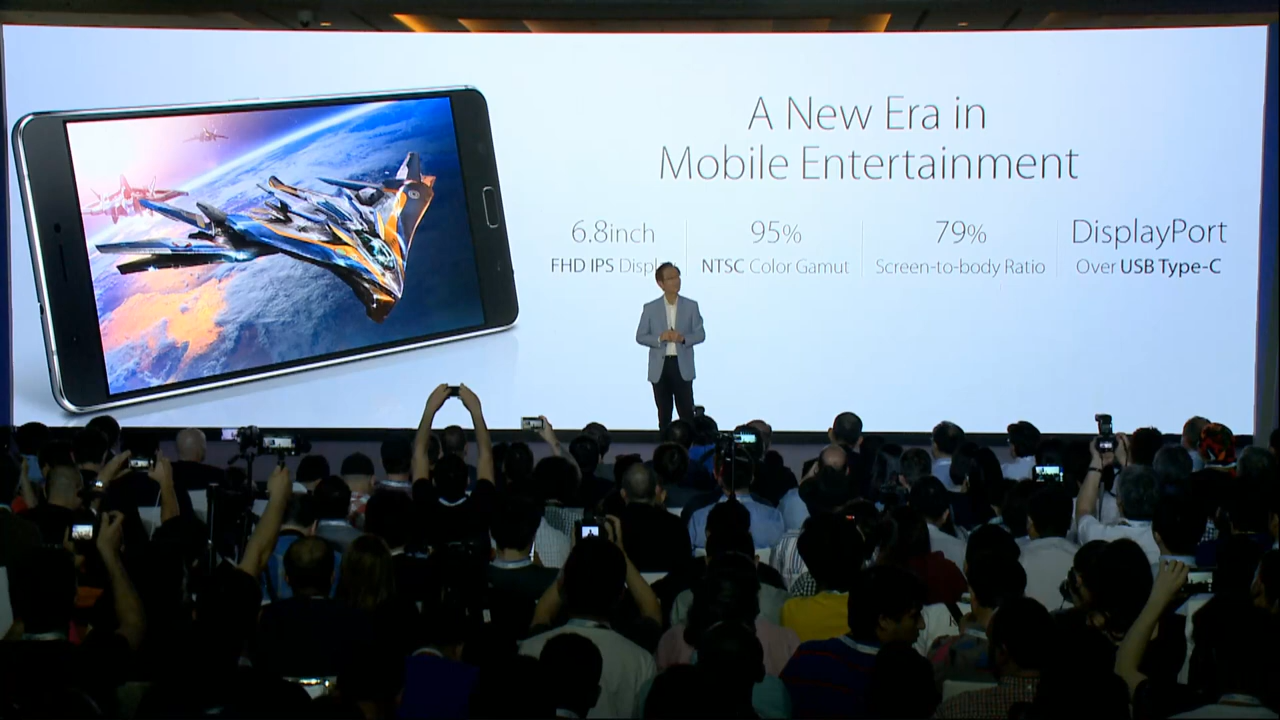 A New Era in
Mobile Entertainment
6.8inch
FHD IPS Display
95%
NTSC Color Gamut
79%
Screen-to-body Ratio
DisplayPort
Over USB Type-C